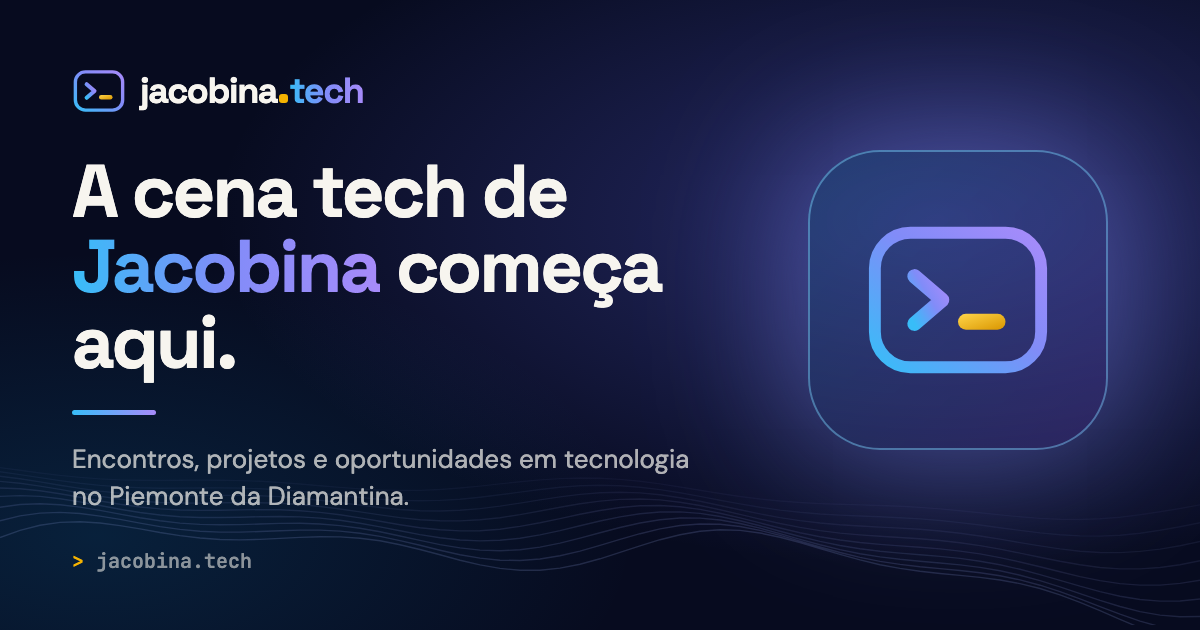 jacobina.tech
A cena tech de
Jacobina começa
aqui.
Encontros, projetos e oportunidades em tecnologia
no Piemonte da Diamantina.
> jacobina.tech